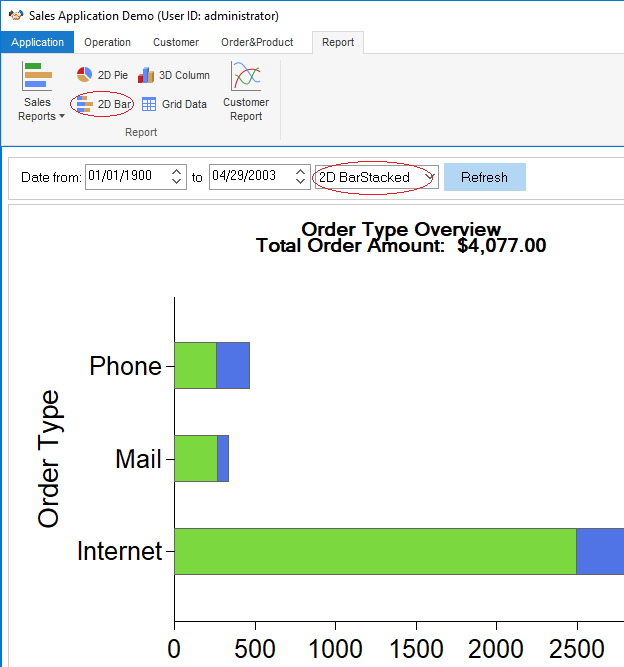 Sales Application Demo (User ID: administrator)
Application Operation Customer Order&Product Report
2D Pie 3D Column
Sales Reports 2D Bar Grid Data Customer Report
Report
Date from: 01/01/1900 to 04/29/2003 2D BarStacked Refresh
Order Type Overview
Total Order Amount: $4,077.00
Phone
Mail
Internet
Order Type
0 500 1000 1500 2000 2500